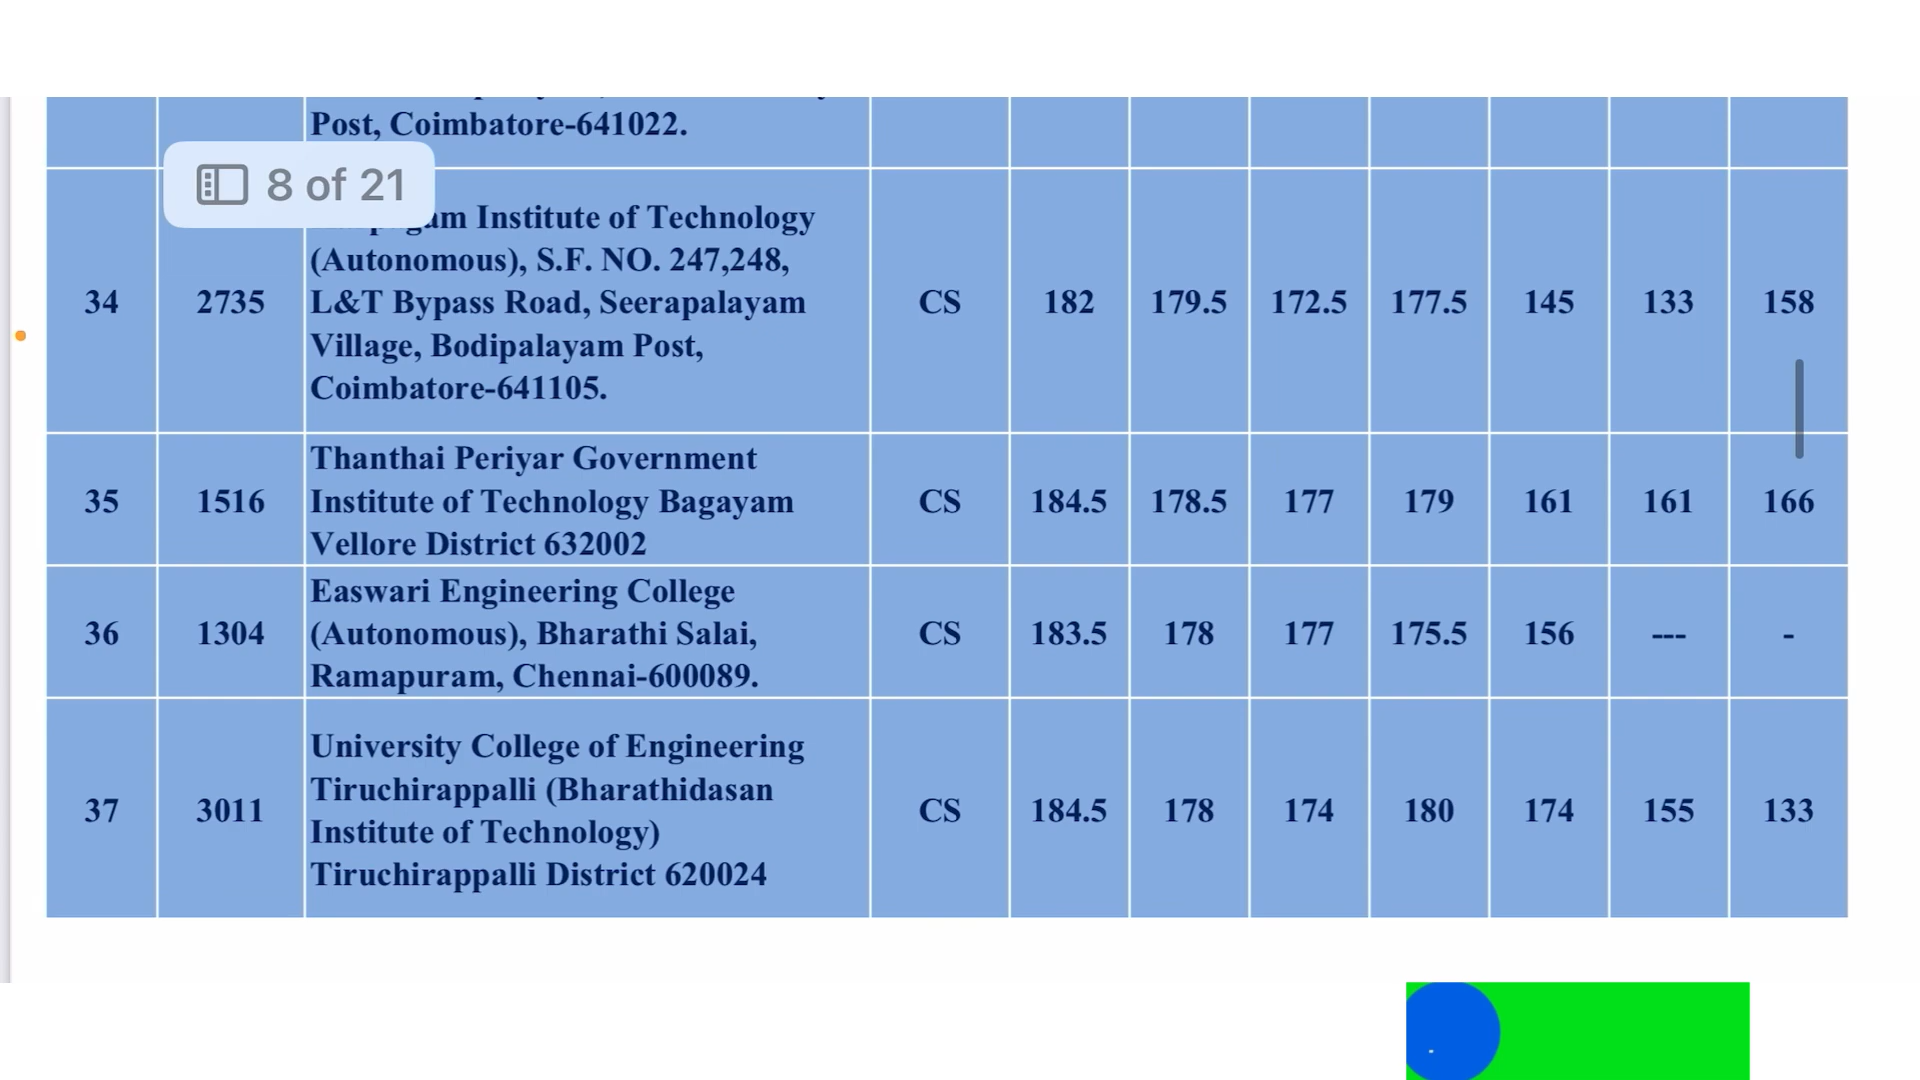 Post, Coimbatore-641022.
8 of 21
Institute of Technology
(Autonomous), S.F. NO. 247,248,
34 2735 L&T Bypass Road, Seerapalayam CS 182 179.5 172.5 177.5 145 133 158
Village, Bodipalayam Post,
Coimbatore-641105.
Thanthai Periyar Government
35 1516 Institute of Technology Bagayam CS 184.5 178.5 177 179 161 161 166
Vellore District 632002
Easwari Engineering College
36 1304 (Autonomous), Bharathi Salai, CS 183.5 178 177 175.5 156 --- -
Ramapuram, Chennai-600089.
University College of Engineering
Tiruchirappalli (Bharathidasan
37 3011 Institute of Technology) CS 184.5 178 174 180 174 155 133
Tiruchirappalli District 620024